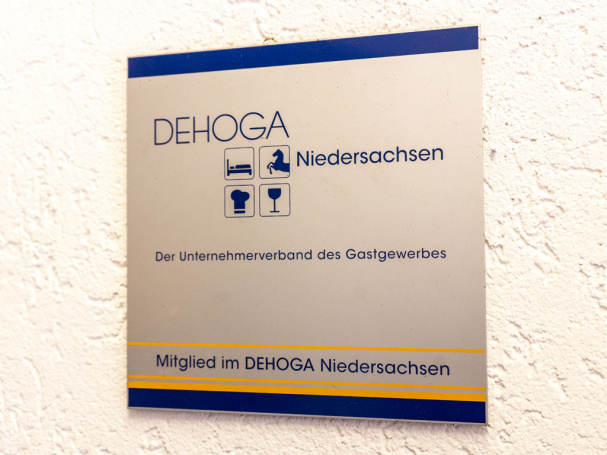 DEHOGA
Niedersachsen
Der Unternehmerverband des Gastgewerbes
Mitglied im DEHOGA Niedersachsen